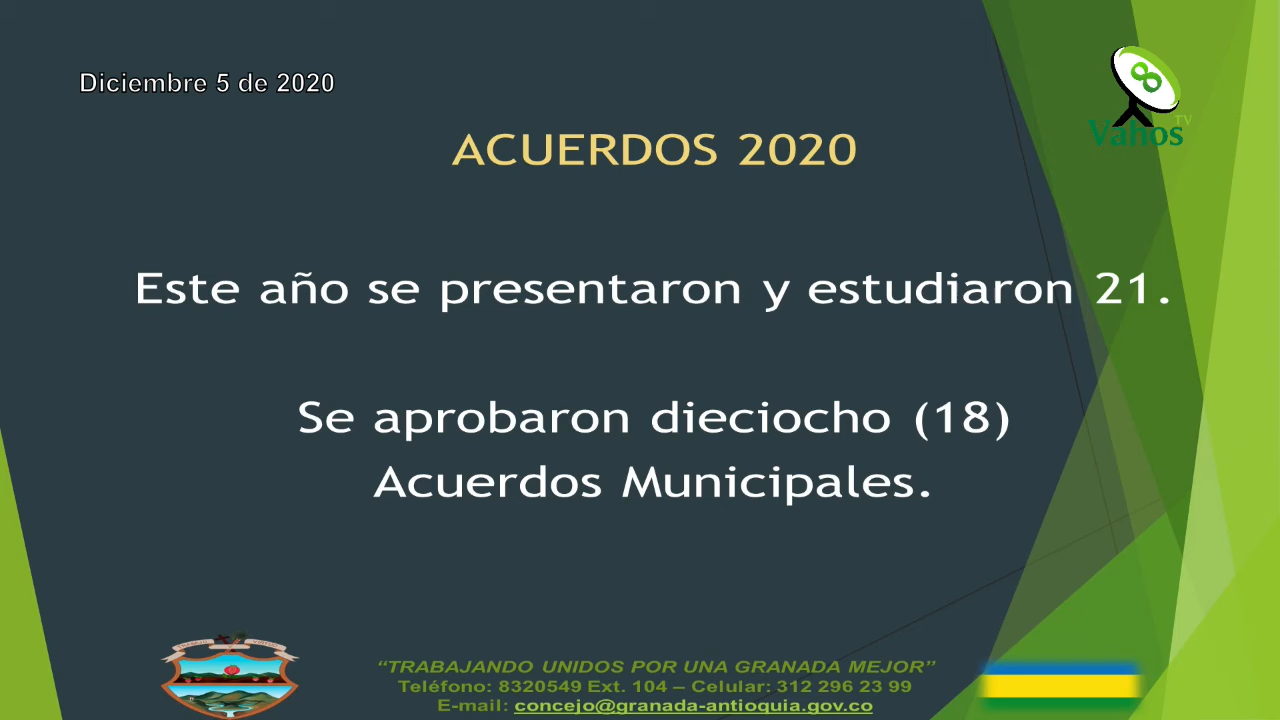 Diciembre 5 de 2020
8
Vahos TV
ACUERDOS 2020
Este año se presentaron y estudiaron 21.
Se aprobaron dieciocho (18)
Acuerdos Municipales.
“TRABAJANDO UNIDOS POR UNA GRANADA MEJOR”
Teléfono: 8320549 Ext. 104 – Celular: 312 296 23 99
E-mail: concejo@granada-antioquia.gov.co